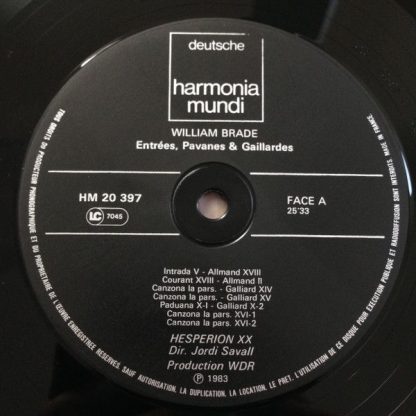 deutsche
harmonia
mundi
WILLIAM BRADE
Entrées, Pavanes & Gaillardes
HM 20 397
LC 7045
FACE A
25'33
Intrada V - Allmand XVIII
Courant XVIII - Allmand II
Canzona la pars. - Galliard XIV
Canzona la pars. - Galliard XV
Paduana X-I - Galliard X-2
Canzona la pars. XVI-1
Canzona la pars. XVI-2
HESPERION XX
Dir. Jordi Savall
Production WDR
Ⓟ 1983
TOUS DROITS DU PRODUCTEUR PHONOGRAPHIQUE ET DU PROPRIETAIRE DE L'ŒUVRE ENREGISTREE RESERVES. SAUF AUTORISATION, LA DUPLICATION, LA LOCATION, LE PRET, L'UTILISATION DE CE DISQUE POUR EXECUTION PUBLIQUE ET RADIODIFFUSION SONT INTERDITS. MADE IN FRANCE.